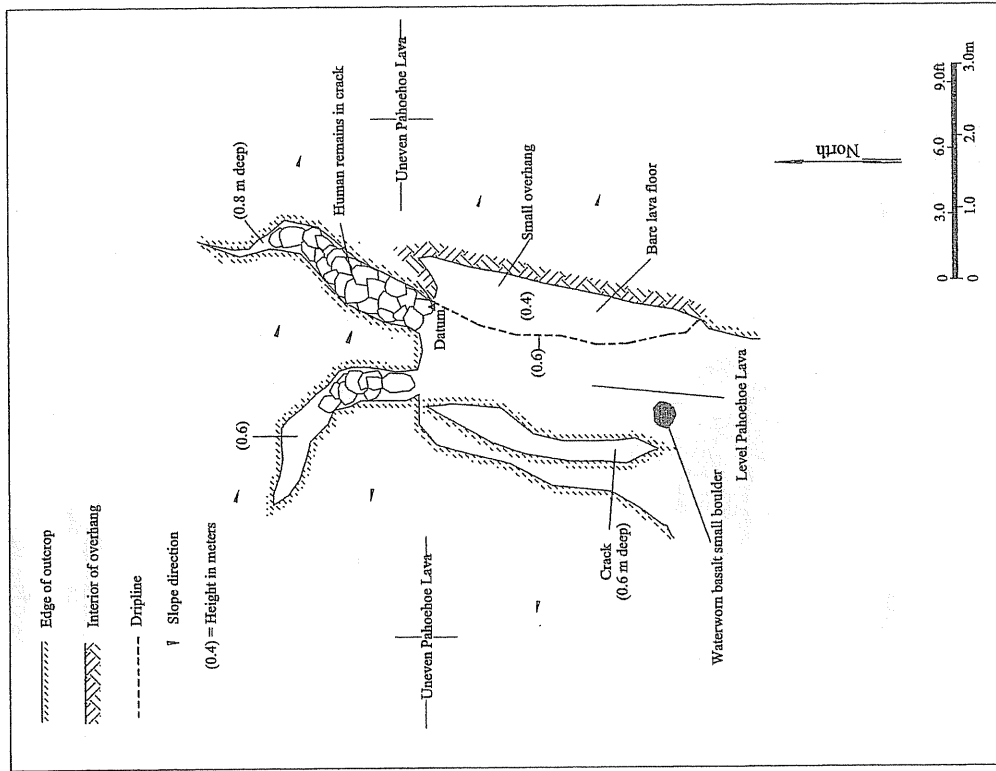 Edge of outcrop
Interior of overhang
Dripline
Slope direction
(0.4) = Height in meters
(0.6)
(0.8 m deep)
Human remains in crack
Uneven Pahoehoe Lava
Uneven Pahoehoe Lava
Datum
Small overhang
(0.4)
(0.6)
Bare lava floor
Crack
(0.6 m deep)
Level Pahoehoe Lava
Waterworn basalt small boulder
North
0 3.0 6.0 9.0ft
0 1.0 2.0 3.0m